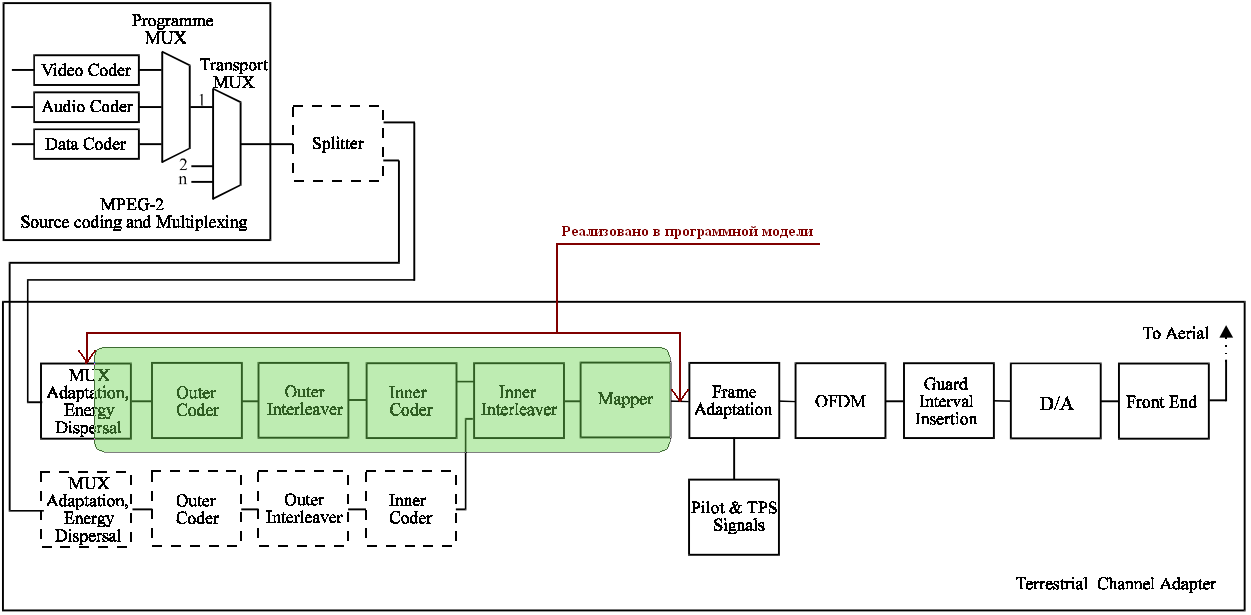 Programme
MUX
Transport
MUX
Video Coder
Audio Coder
Data Coder
1
2
n
Splitter
MPEG-2
Source coding and Multiplexing
Реализовано в программной модели
To Aerial
MUX
Adaptation,
Energy
Dispersal
Outer
Coder
Outer
Interleaver
Inner
Coder
Inner
Interleaver
Mapper
Frame
Adaptation
OFDM
Guard
Interval
Insertion
D/A
Front End
MUX
Adaptation,
Energy
Dispersal
Outer
Coder
Outer
Interleaver
Inner
Coder
Pilot & TPS
Signals
Terrestrial Channel Adapter